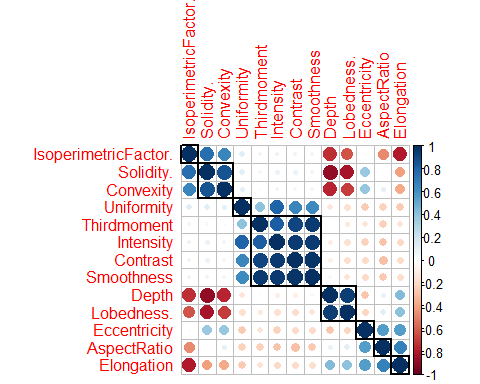 IsoperimetricFactor.
Solidity.
Convexity
Uniformity
Thirdmoment
Intensity
Contrast
Smoothness
Depth
Lobedness.
Eccentricity
AspectRatio
Elongation
IsoperimetricFactor.
Solidity.
Convexity
Uniformity
Thirdmoment
Intensity
Contrast
Smoothness
Depth
Lobedness.
Eccentricity
AspectRatio
Elongation
1
0.8
0.6
0.4
0.2
0
-0.2
-0.4
-0.6
-0.8
-1